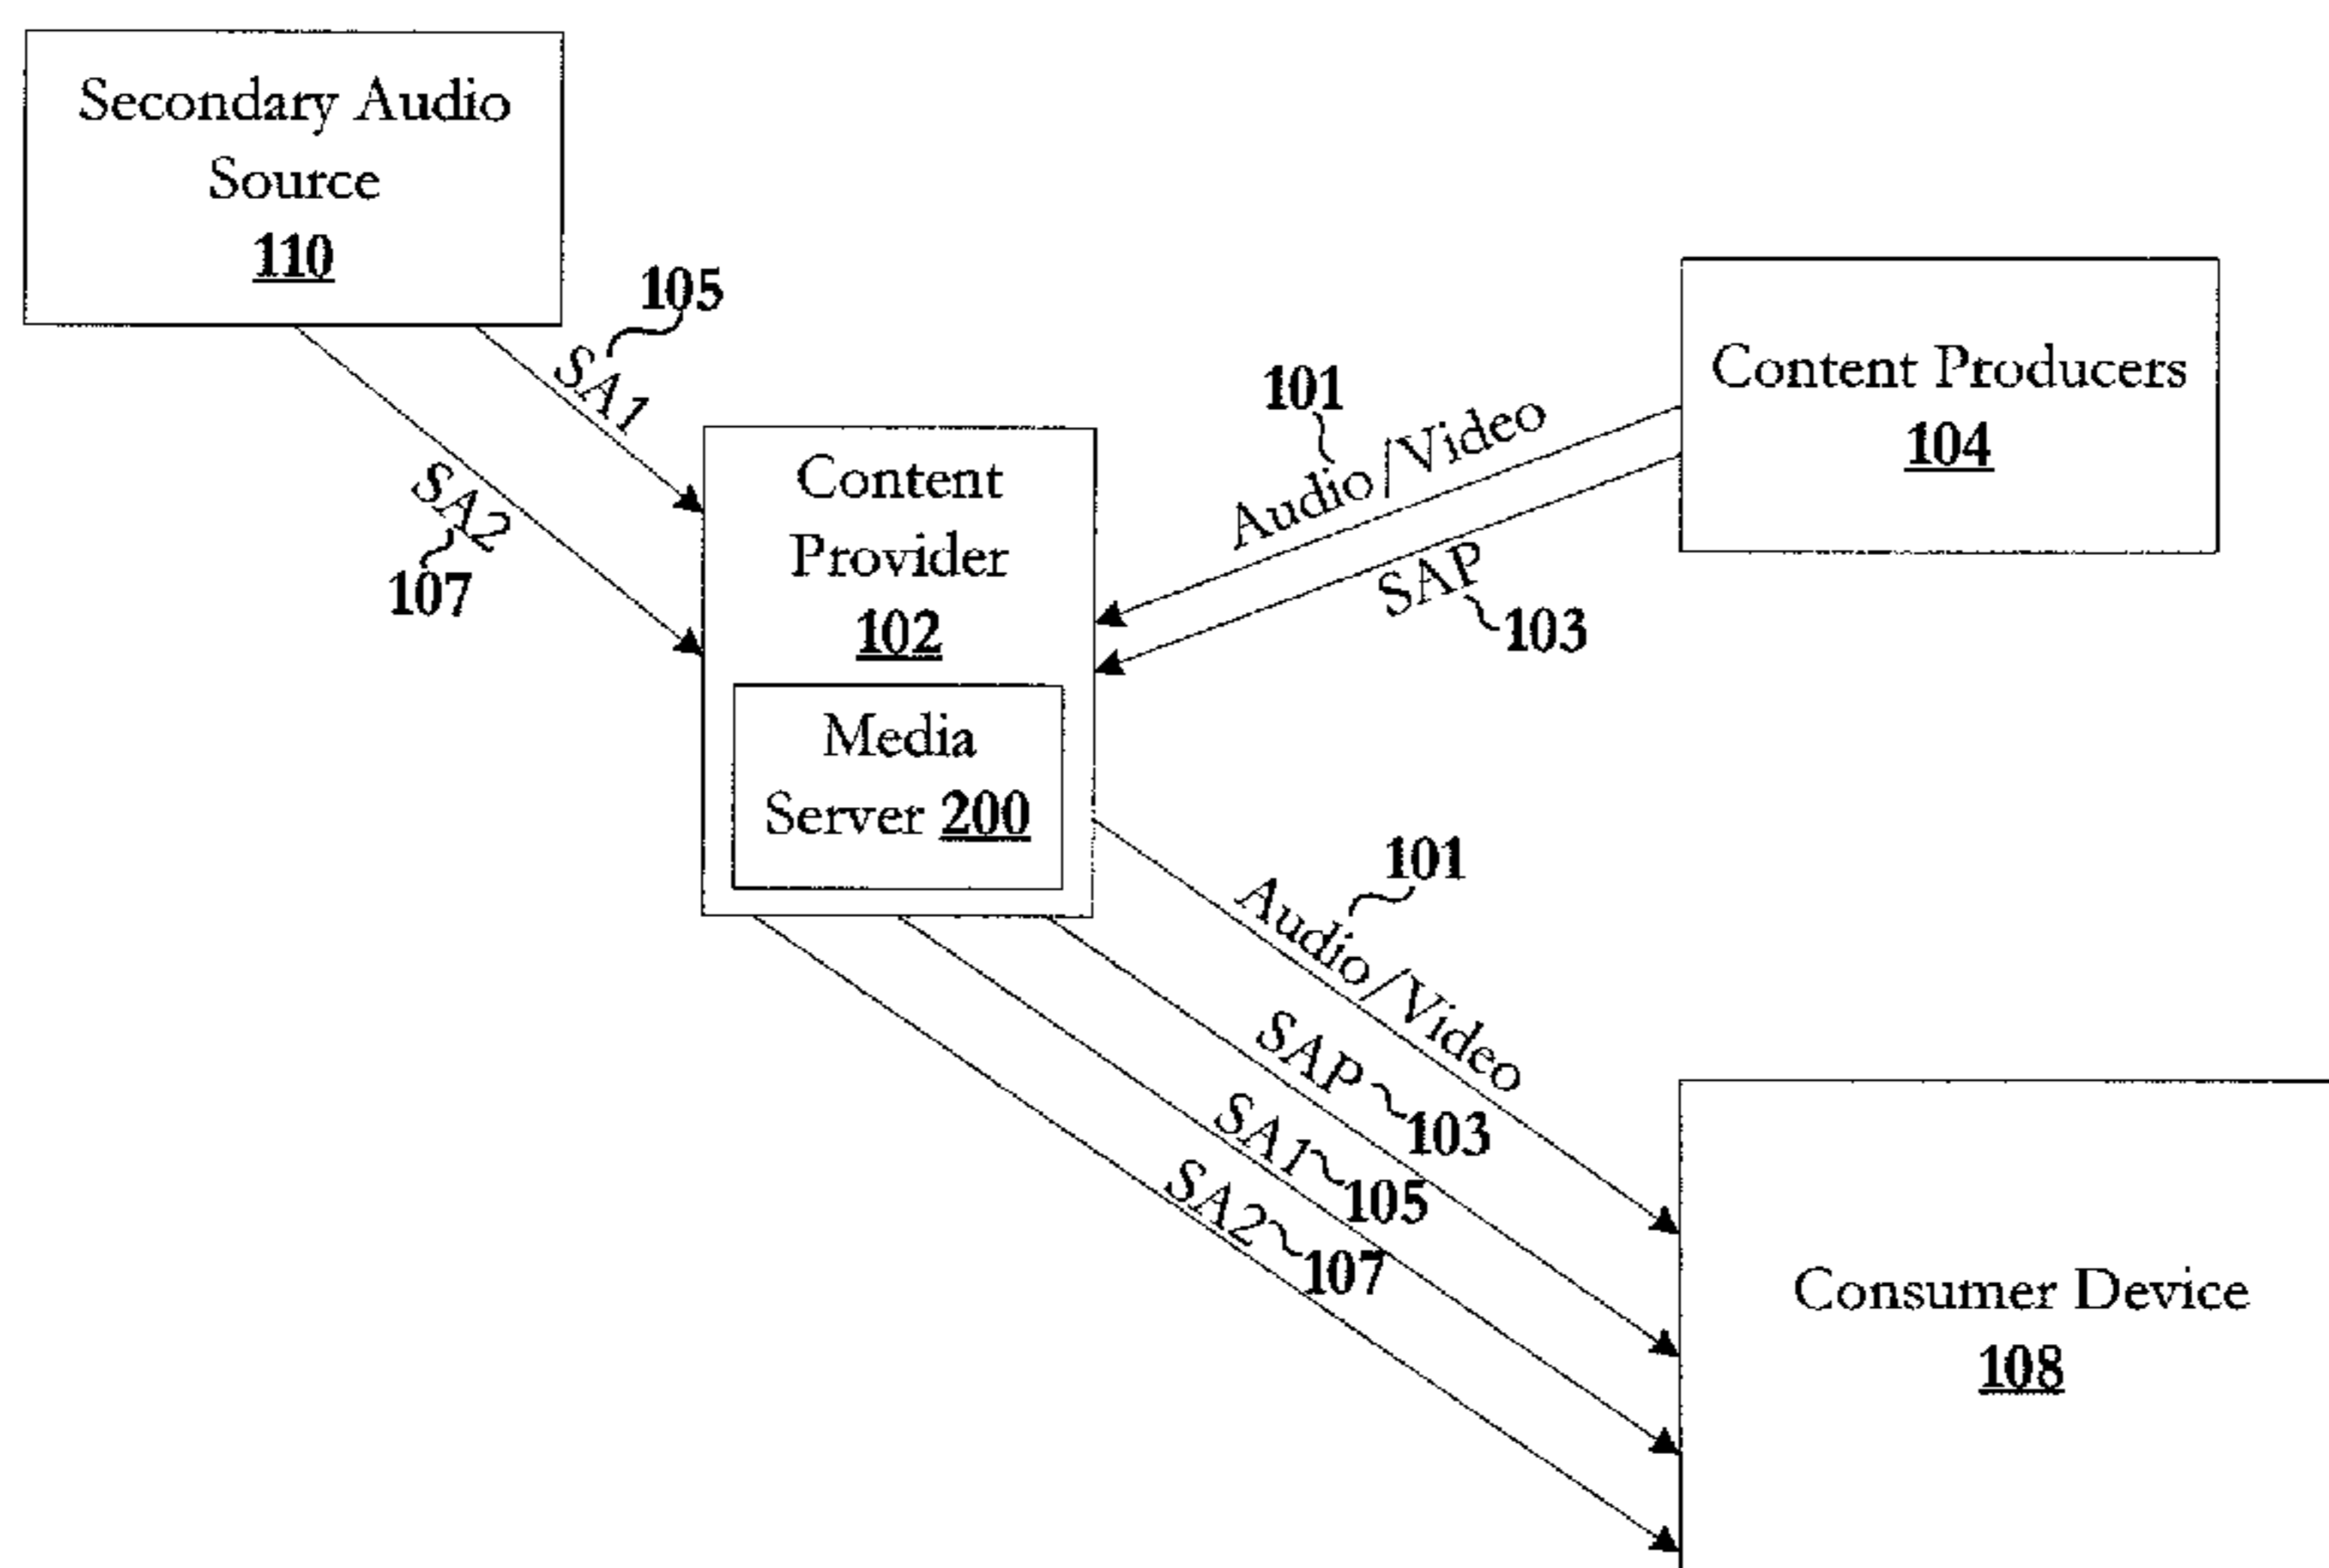 Secondary Audio
Source
110
105
SA1
SA2
107
Content Producers
104
101
Audio/Video
SAP
103
Content
Provider
102
Media
Server 200
101
Audio/Video
SAP
103
SA1
105
SA2
107
Consumer Device
108